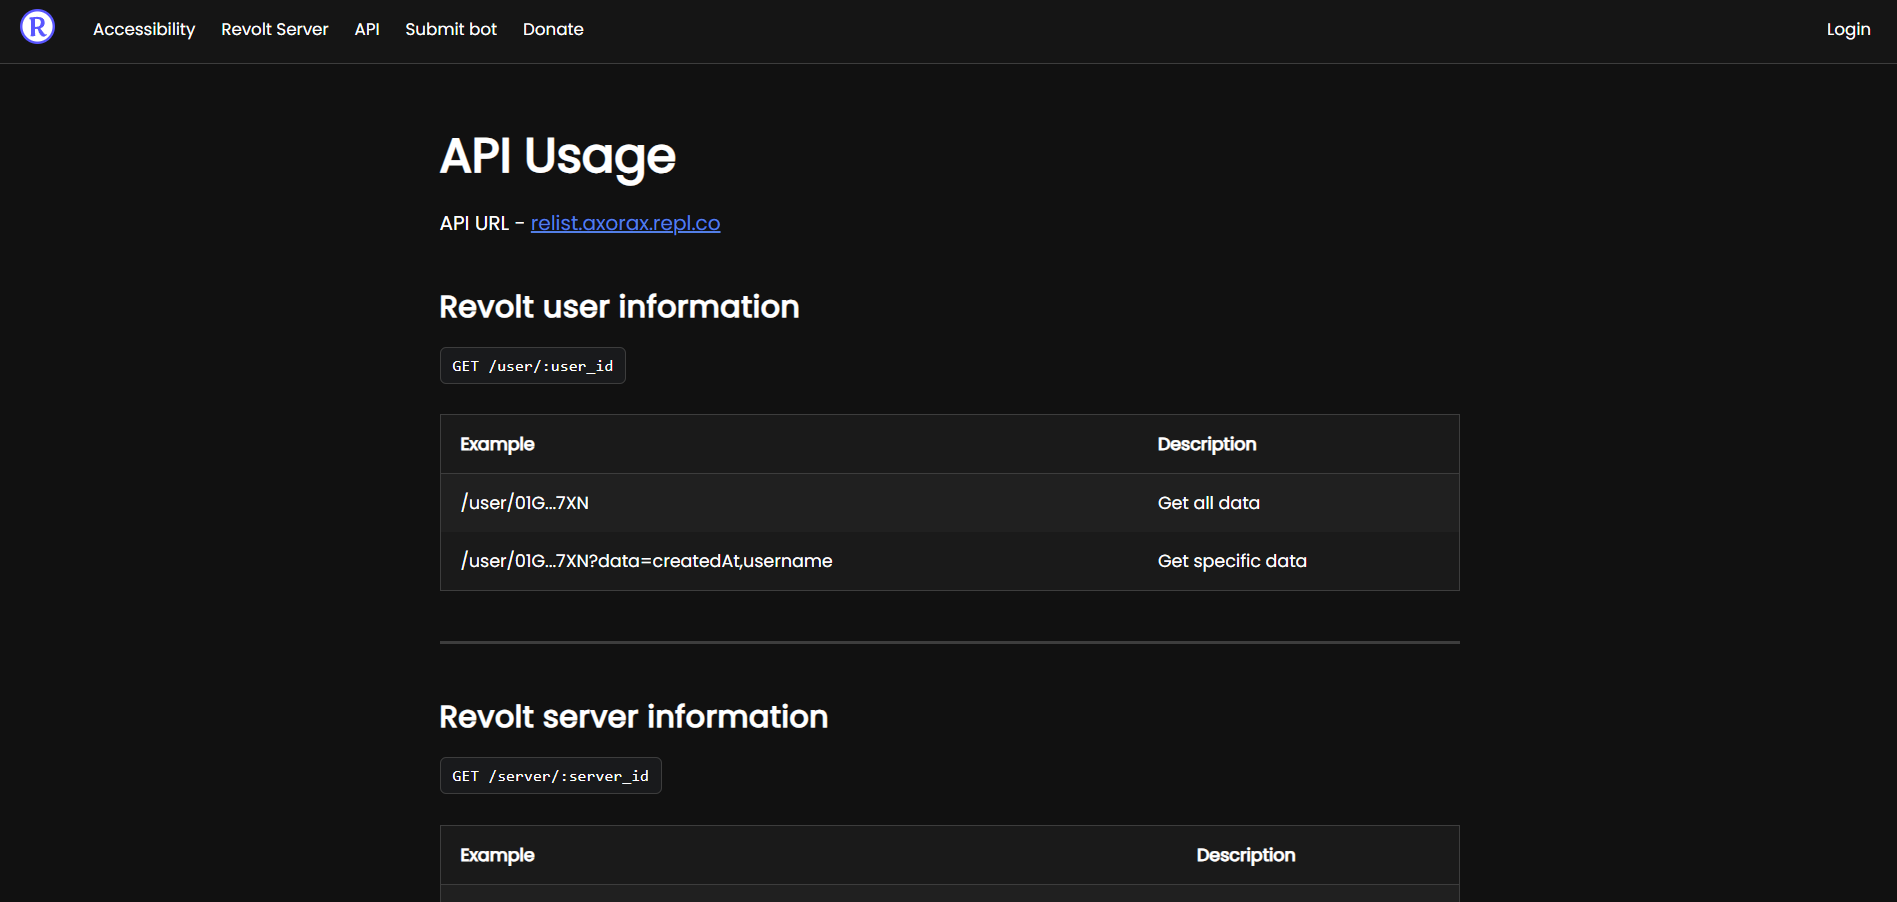 R
Accessibility Revolt Server API Submit bot Donate Login
API Usage
API URL - relist.axorax.repl.co
Revolt user information
GET /user/:user_id
Example Description
/user/01G...7XN Get all data
/user/01G...7XN?data=createdAt,username Get specific data
Revolt server information
GET /server/:server_id
Example Description